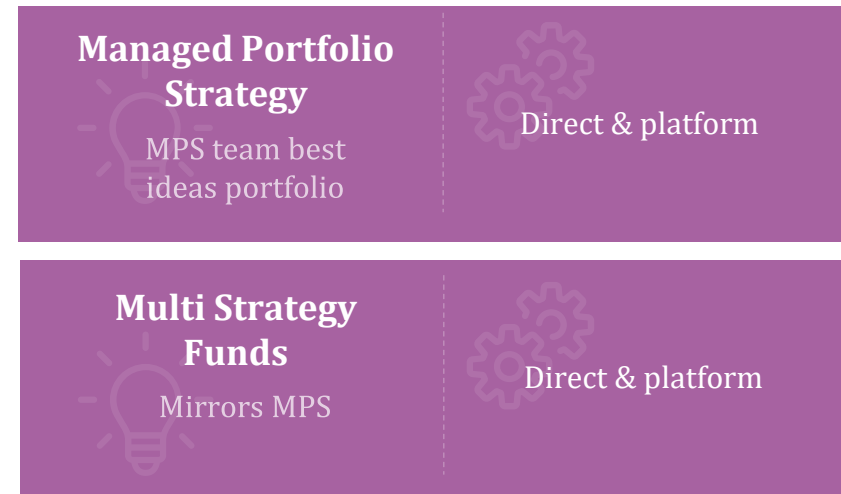 Managed Portfolio
Strategy
MPS team best
ideas portfolio
Direct & platform
Multi Strategy
Funds
Mirrors MPS
Direct & platform